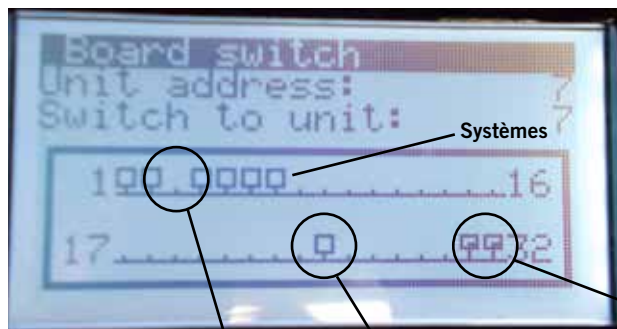 Board switch
Unit address: 7
Switch to unit: 7
Systèmes
1 16
17 32